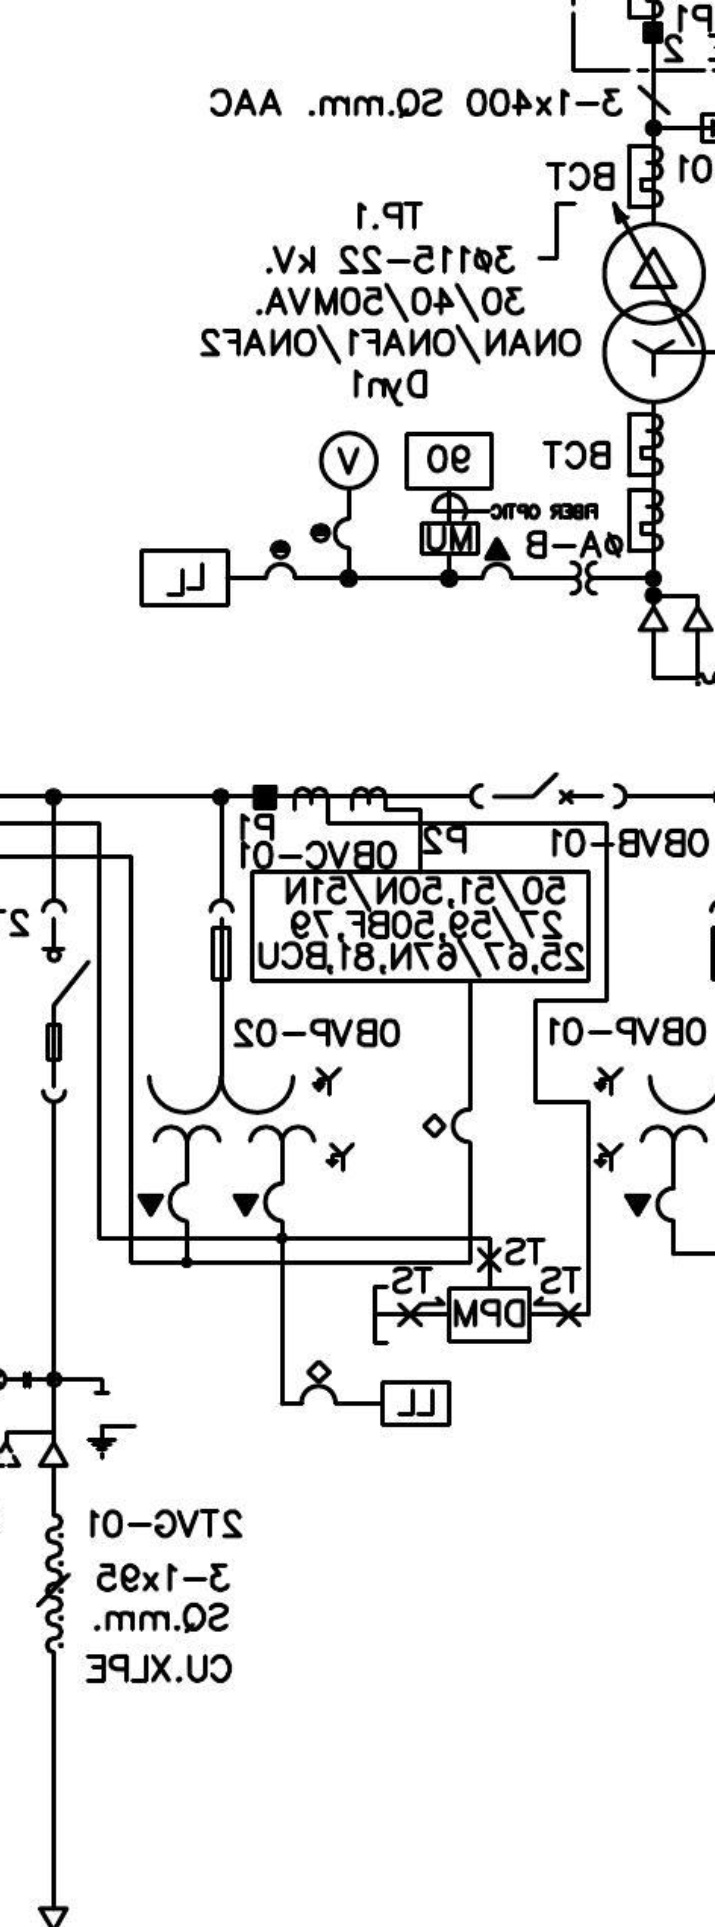 P1
2
3-1x400 SQ.mm. AAC
01
BCT
TP.1
3ø115-22 kV.
30/40/50MVA.
ONAN/ONAF1/ONAF2
Dyn1
BCT
V
90
FIBER OPTIC
MU
øA-B
LL
P1
P2
0BVC-01
0BVB-01
50/51,50N/51N
27/59,50BF,79
25,67/67N,81,BCU
2
0BVP-02
0BVP-01
TS
TS
TS
DPM
LL
2TVG-01
3-1x95
SQ.mm.
CU.XLPE